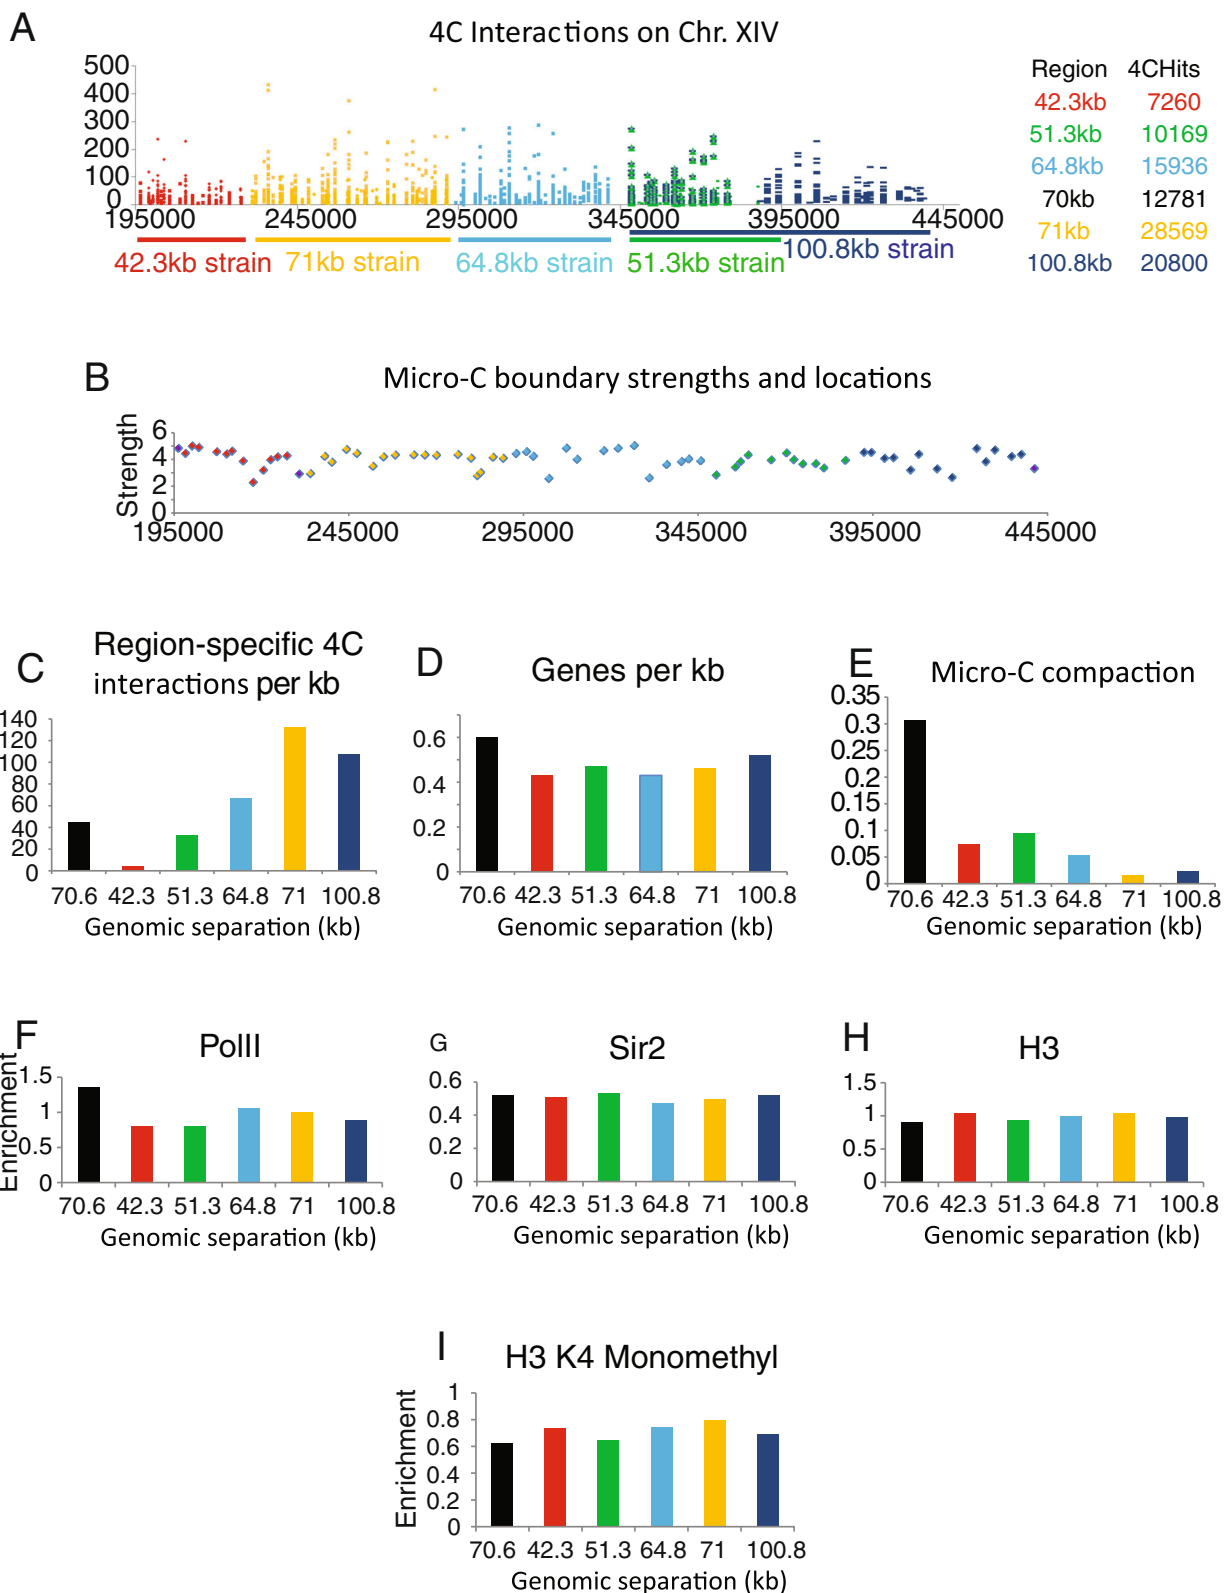 A
4C Interactions on Chr. XIV
500
400
300
200
100
0
195000 245000 295000 345000 395000 445000
42.3kb strain 71kb strain 64.8kb strain 51.3kb strain 100.8kb strain
Region 4CHits
42.3kb 7260
51.3kb 10169
64.8kb 15936
70kb 12781
71kb 28569
100.8kb 20800
B
Micro-C boundary strengths and locations
Strength
6
4
2
0
195000 245000 295000 345000 395000 445000
C
Region-specific 4C
interactions per kb
140
120
100
80
60
40
20
0
70.6 42.3 51.3 64.8 71 100.8
Genomic separation (kb)
D
Genes per kb
0.6
0.4
0.2
0
70.6 42.3 51.3 64.8 71 100.8
Genomic separation (kb)
E
Micro-C compaction
0.35
0.3
0.25
0.2
0.15
0.1
0.05
0
70.6 42.3 51.3 64.8 71 100.8
Genomic separation (kb)
F
PolII
Enrichment
1.5
1
0.5
0
70.6 42.3 51.3 64.8 71 100.8
Genomic separation (kb)
G
Sir2
0.6
0.4
0.2
0
70.6 42.3 51.3 64.8 71 100.8
Genomic separation (kb)
H
H3
1.5
1
0.5
0
70.6 42.3 51.3 64.8 71 100.8
Genomic separation (kb)
I
H3 K4 Monomethyl
Enrichment
1
0.8
0.6
0.4
0.2
0
70.6 42.3 51.3 64.8 71 100.8
Genomic separation (kb)